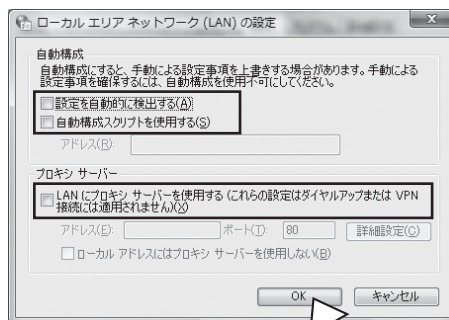 ローカル エリア ネットワーク (LAN) の設定
自動構成
自動構成にすると、手動による設定事項を上書きする場合があります。手動による
設定事項を確保するには、自動構成を使用不可にしてください。
設定を自動的に検出する(A)
自動構成スクリプトを使用する(S)
アドレス(R):
プロキシ サーバー
LAN にプロキシ サーバーを使用する (これらの設定はダイヤルアップまたは VPN
接続には適用されません)(X)
アドレス(E): ポート(T): 80 詳細設定(C)
ローカル アドレスにはプロキシ サーバーを使用しない(B)
OK キャンセル